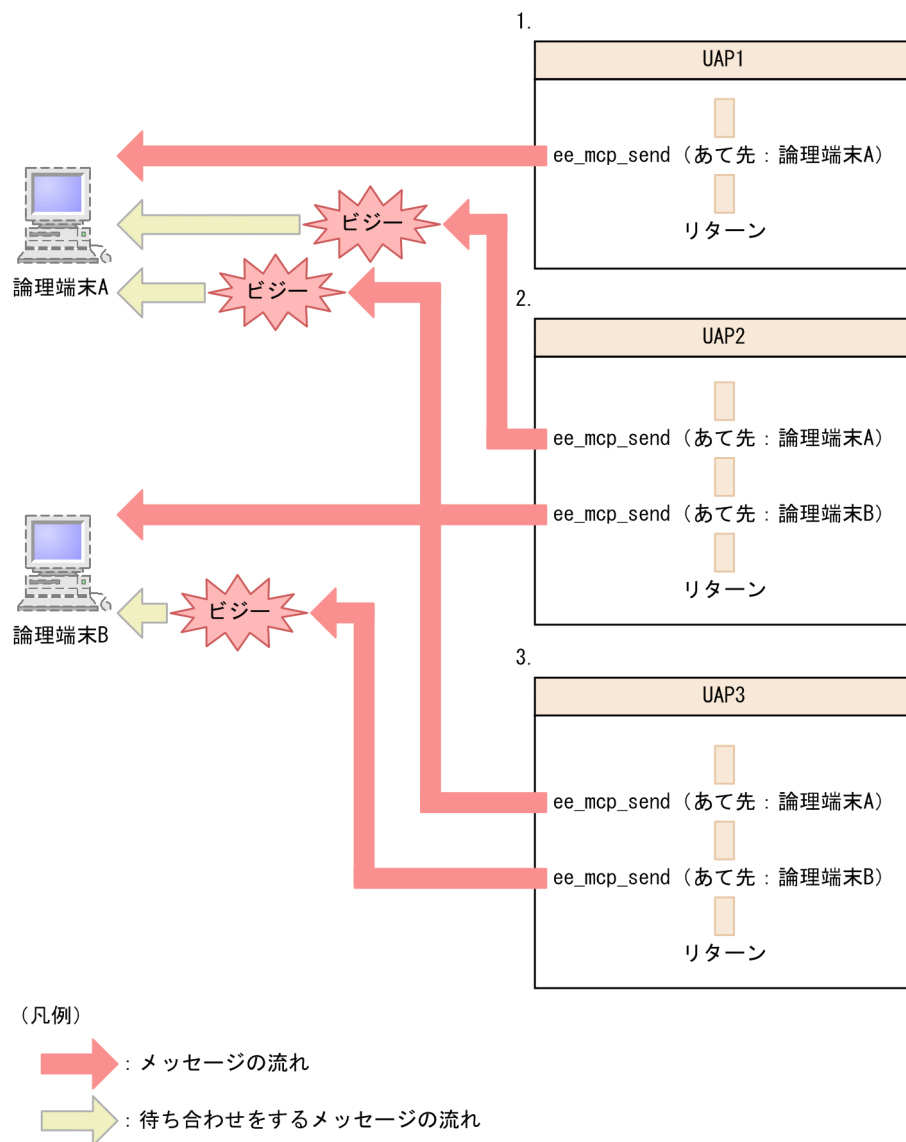 1.
UAP1
ee_mcp_send（あて先：論理端末A）
リターン
ビジー
ビジー
論理端末A
2.
UAP2
ee_mcp_send（あて先：論理端末A）
ee_mcp_send（あて先：論理端末B）
リターン
ビジー
論理端末B
3.
UAP3
ee_mcp_send（あて先：論理端末A）
ee_mcp_send（あて先：論理端末B）
リターン
（凡例）
：メッセージの流れ
：待ち合わせをするメッセージの流れ